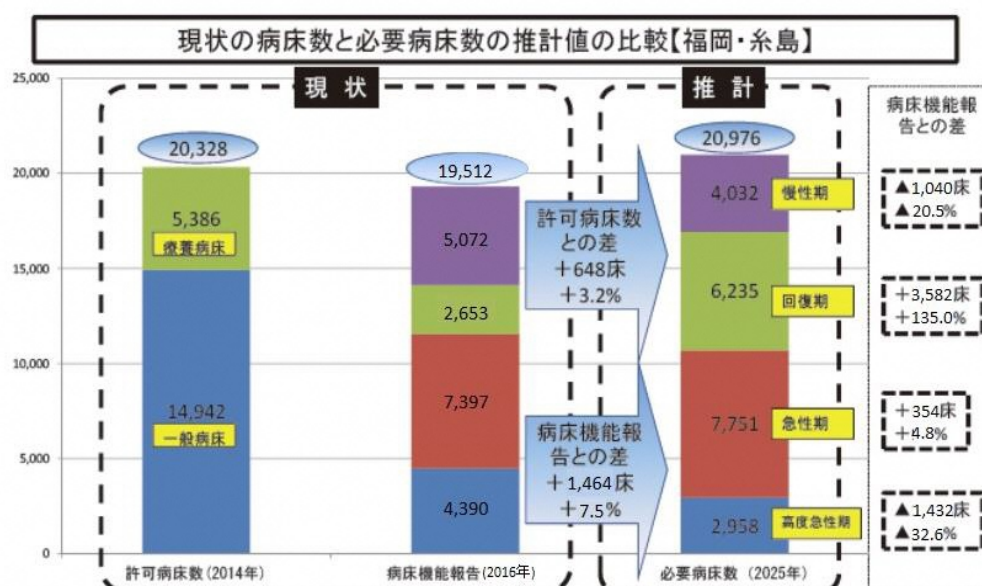 現状の病床数と必要病床数の推計値の比較【福岡・糸島】
25,000
20,000
15,000
10,000
5,000
0
現 状
20,328
5,386
療養病床
14,942
一般病床
許可病床数(2014年)
19,512
5,072
2,653
7,397
4,390
病床機能報告(2016年)
許可病床数
との差
＋648床
＋3.2%
病床機能報
告との差
＋1,464床
＋7.5%
推 計
20,976
4,032
慢性期
6,235
回復期
7,751
急性期
2,958
高度急性期
必要病床数(2025年)
病床機能報
告との差
▲1,040床
▲20.5%
＋3,582床
＋135.0%
＋354床
＋4.8%
▲1,432床
▲32.6%